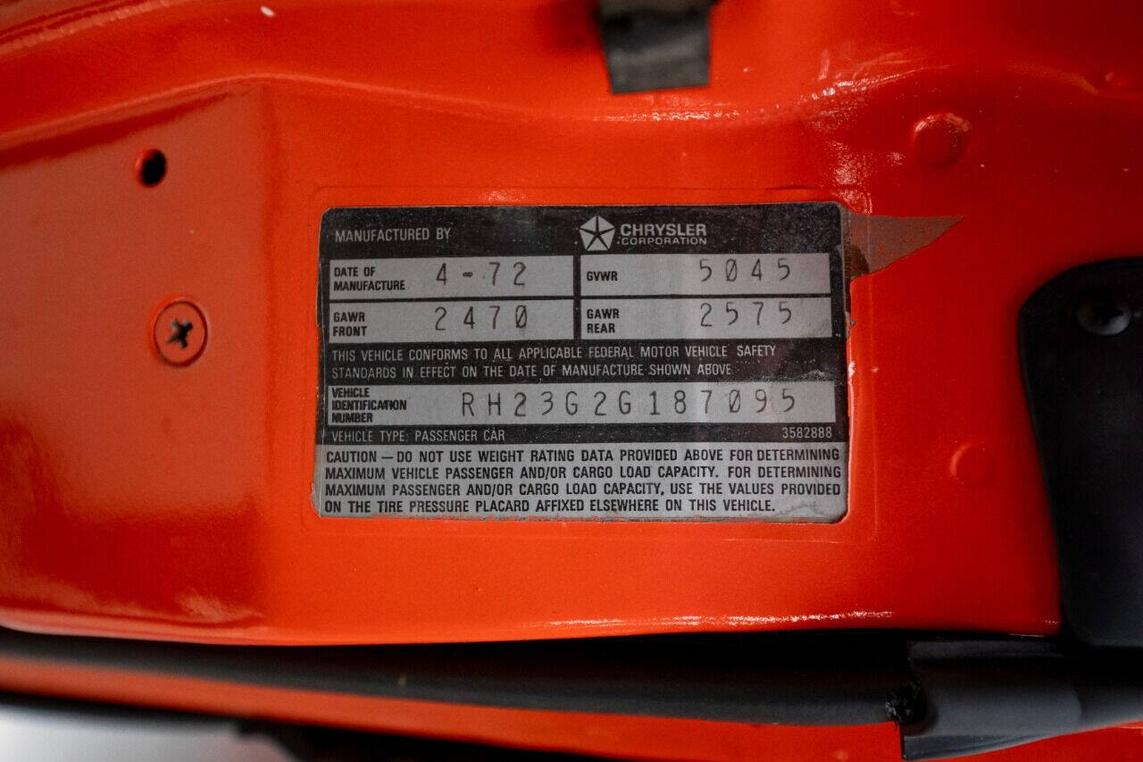 MANUFACTURED BY CHRYSLER CORPORATION
DATE OF MANUFACTURE 4-72 GVWR 5045
GAWR FRONT 2470 GAWR REAR 2575
THIS VEHICLE CONFORMS TO ALL APPLICABLE FEDERAL MOTOR VEHICLE SAFETY
STANDARDS IN EFFECT ON THE DATE OF MANUFACTURE SHOWN ABOVE
VEHICLE IDENTIFICATION NUMBER RH23G2G187095
VEHICLE TYPE: PASSENGER CAR 3582888
CAUTION — DO NOT USE WEIGHT RATING DATA PROVIDED ABOVE FOR DETERMINING
MAXIMUM VEHICLE PASSENGER AND/OR CARGO LOAD CAPACITY. FOR DETERMINING
MAXIMUM PASSENGER AND/OR CARGO LOAD CAPACITY, USE THE VALUES PROVIDED
ON THE TIRE PRESSURE PLACARD AFFIXED ELSEWHERE ON THIS VEHICLE.